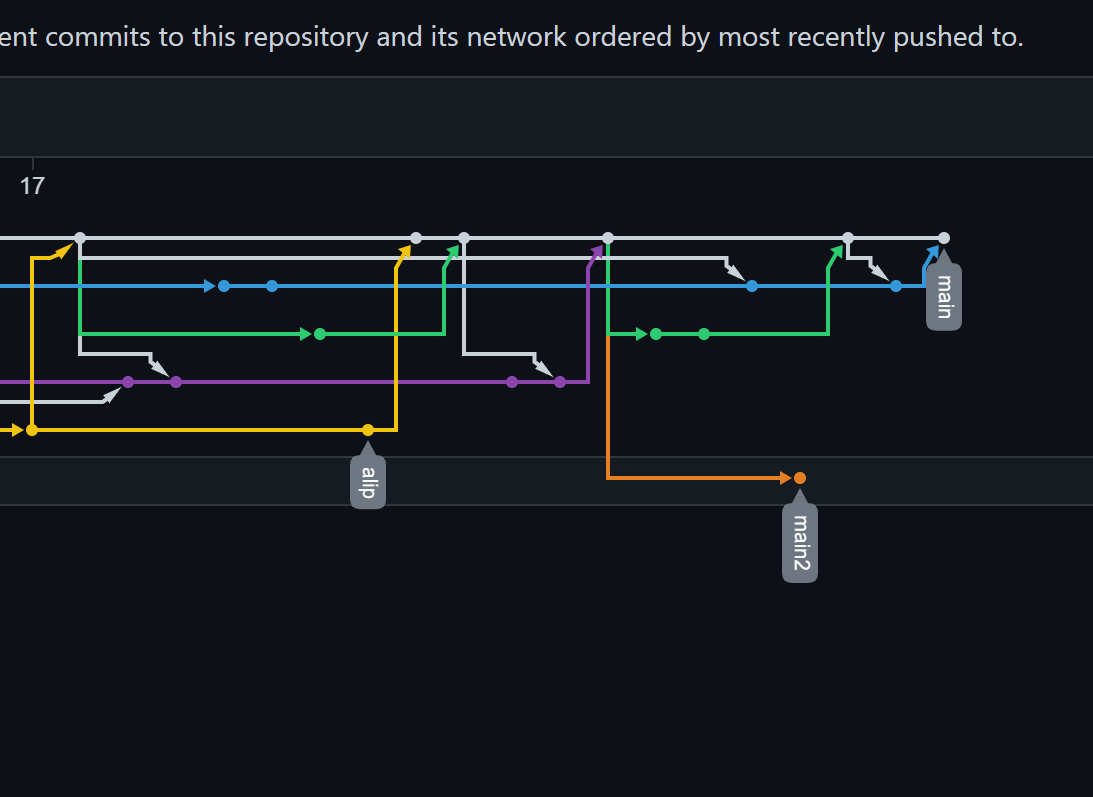 ent commits to this repository and its network ordered by most recently pushed to.
17
main
alip
main2